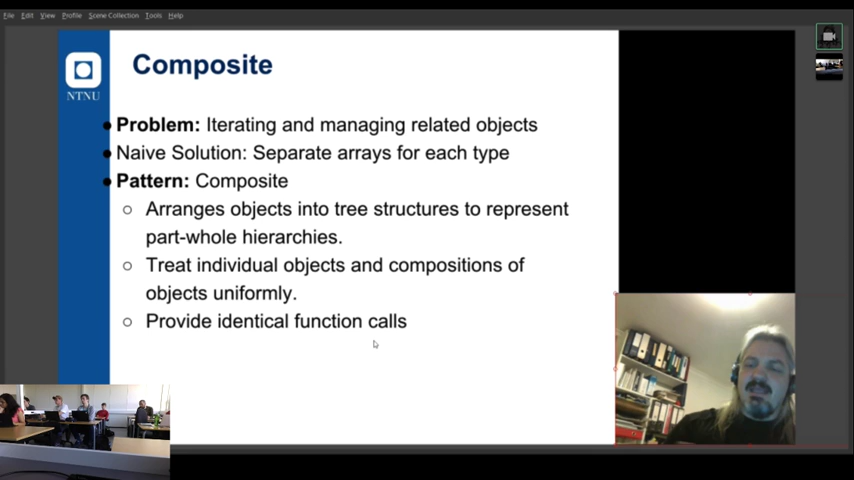 File Edit View Profile Scene Collection Tools Help
Composite
NTNU
Problem: Iterating and managing related objects
Naive Solution: Separate arrays for each type
Pattern: Composite
Arranges objects into tree structures to represent
part-whole hierarchies.
Treat individual objects and compositions of
objects uniformly.
Provide identical function calls